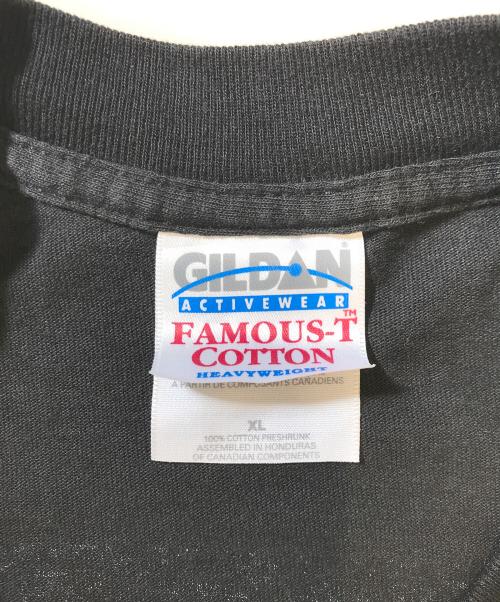 GILDAN®
ACTIVEWEAR
FAMOUS-T™
COTTON
HEAVYWEIGHT
A PARTIR DE COMPOSANTS CANADIENS
XL
100% COTTON PRESHRUNK
ASSEMBLED IN HONDURAS
OF CANADIAN COMPONENTS